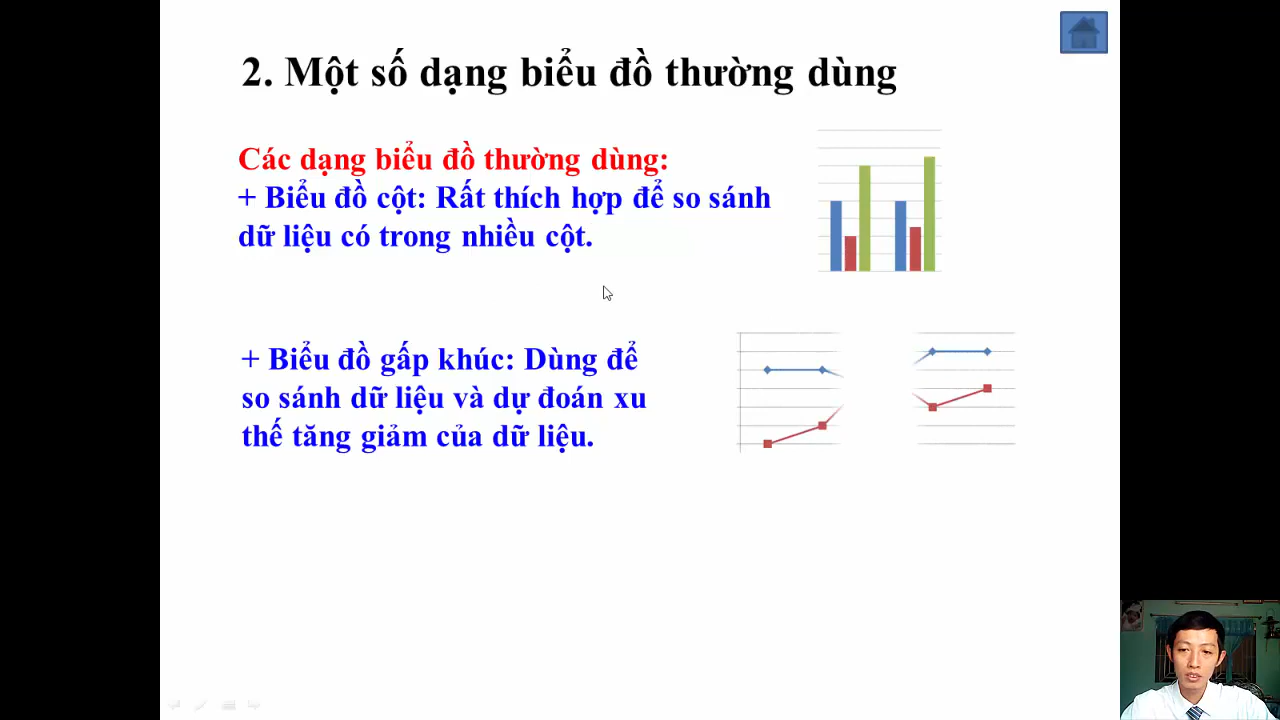 2. Một số dạng biểu đồ thường dùng
Các dạng biểu đồ thường dùng:
+ Biểu đồ cột: Rất thích hợp để so sánh
dữ liệu có trong nhiều cột.
+ Biểu đồ gấp khúc: Dùng để
so sánh dữ liệu và dự đoán xu
thế tăng giảm của dữ liệu.